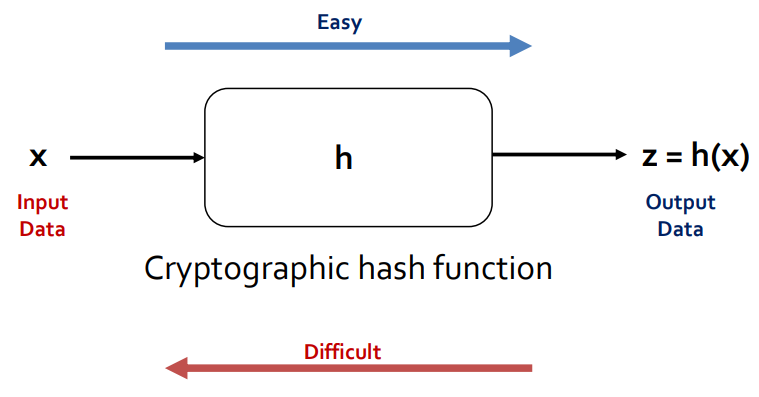 Easy
x
h
z = h(x)
Input
Data
Output
Data
Cryptographic hash function
Difficult